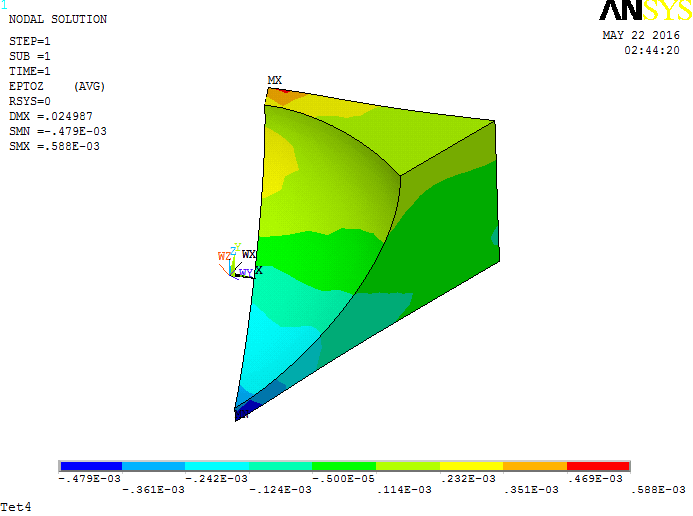 1
NODAL SOLUTION
STEP=1
SUB =1
TIME=1
EPTOZ (AVG)
RSYS=0
DMX =.024987
SMN =-.479E-03
SMX =.588E-03
ANSYS
MAY 22 2016
02:44:20
MX
Z Y
WZ WX
WY X
-.479E-03 -.242E-03 -.500E-05 .232E-03 .469E-03
-.361E-03 -.124E-03 .114E-03 .351E-03 .588E-03
Tet4